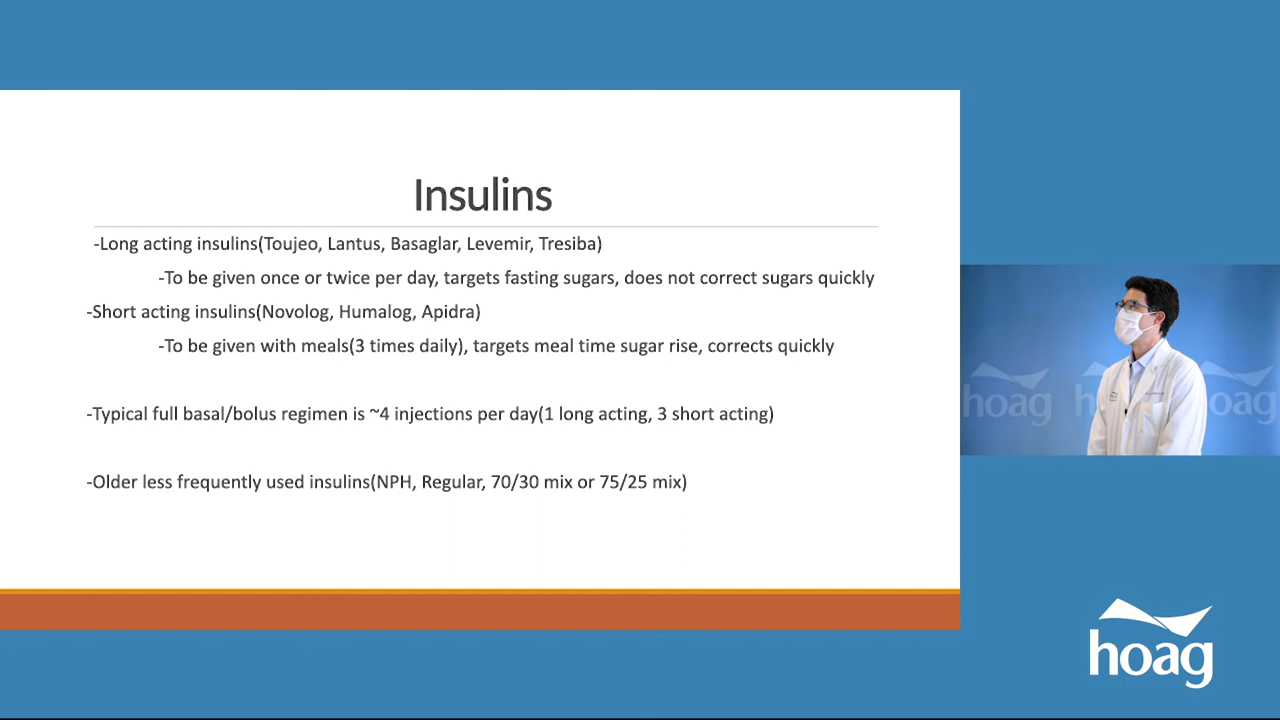 Insulins
-Long acting insulins(Toujeo, Lantus, Basaglar, Levemir, Tresiba)
-To be given once or twice per day, targets fasting sugars, does not correct sugars quickly
-Short acting insulins(Novolog, Humalog, Apidra)
-To be given with meals(3 times daily), targets meal time sugar rise, corrects quickly
-Typical full basal/bolus regimen is ~4 injections per day(1 long acting, 3 short acting)
-Older less frequently used insulins(NPH, Regular, 70/30 mix or 75/25 mix)
hoag
hoag
hoag